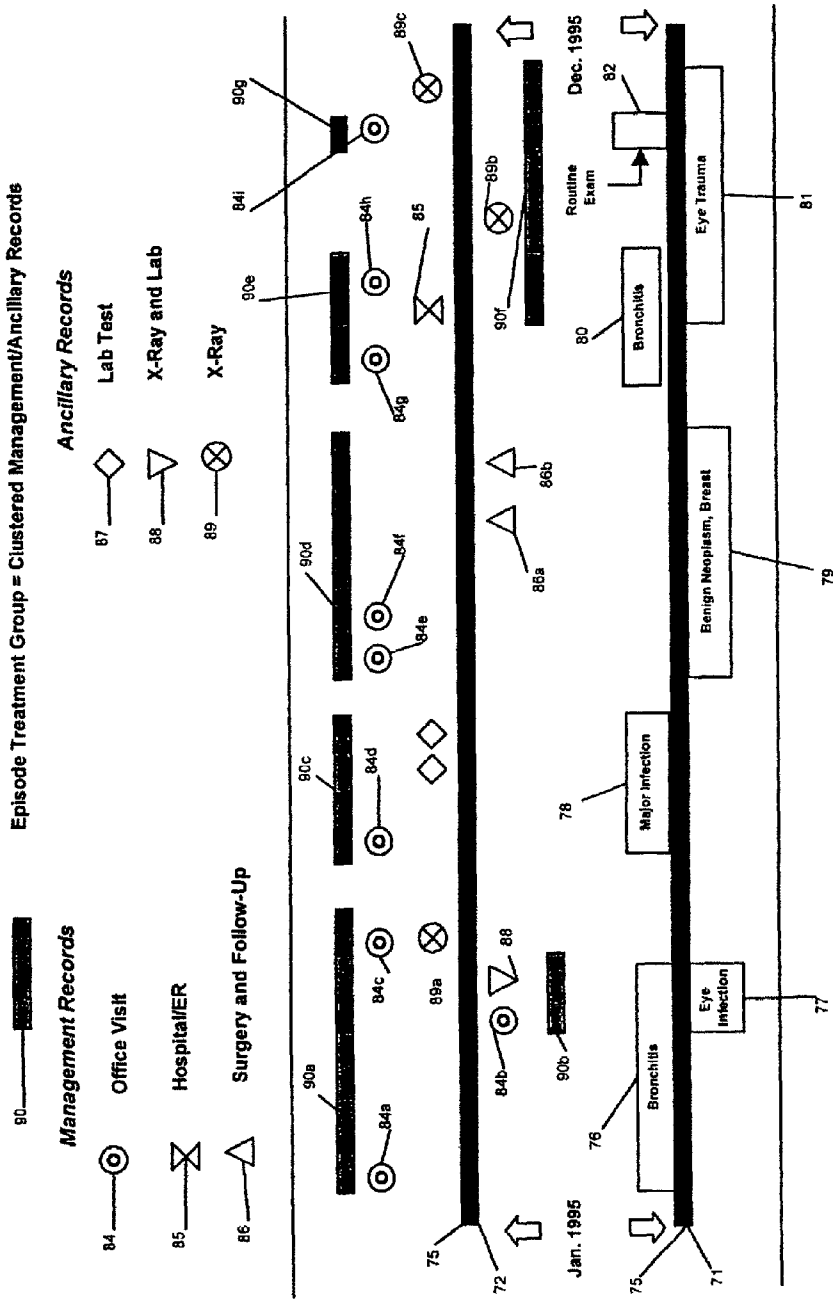 90 Episode Treatment Group = Clustered Management/Ancillary Records
Management Records
Ancillary Records
84 Office Visit
87 Lab Test
85 Hospital/ER
88 X-Ray and Lab
86 Surgery and Follow-Up
89 X-Ray
90a
90c
90d
90e
90g
84a
84c
84d
84e
84f
84g
84h
84i
89a
85
89c
75
72
84b
88
90b
86a
86b
90f
89b
Jan. 1995
Dec. 1995
75
71
76
Bronchitis
78
Major Infection
80
Bronchitis
Routine
Exam
82
Eye
Infection
77
Benign Neoplasm, Breast
79
Eye Trauma
81